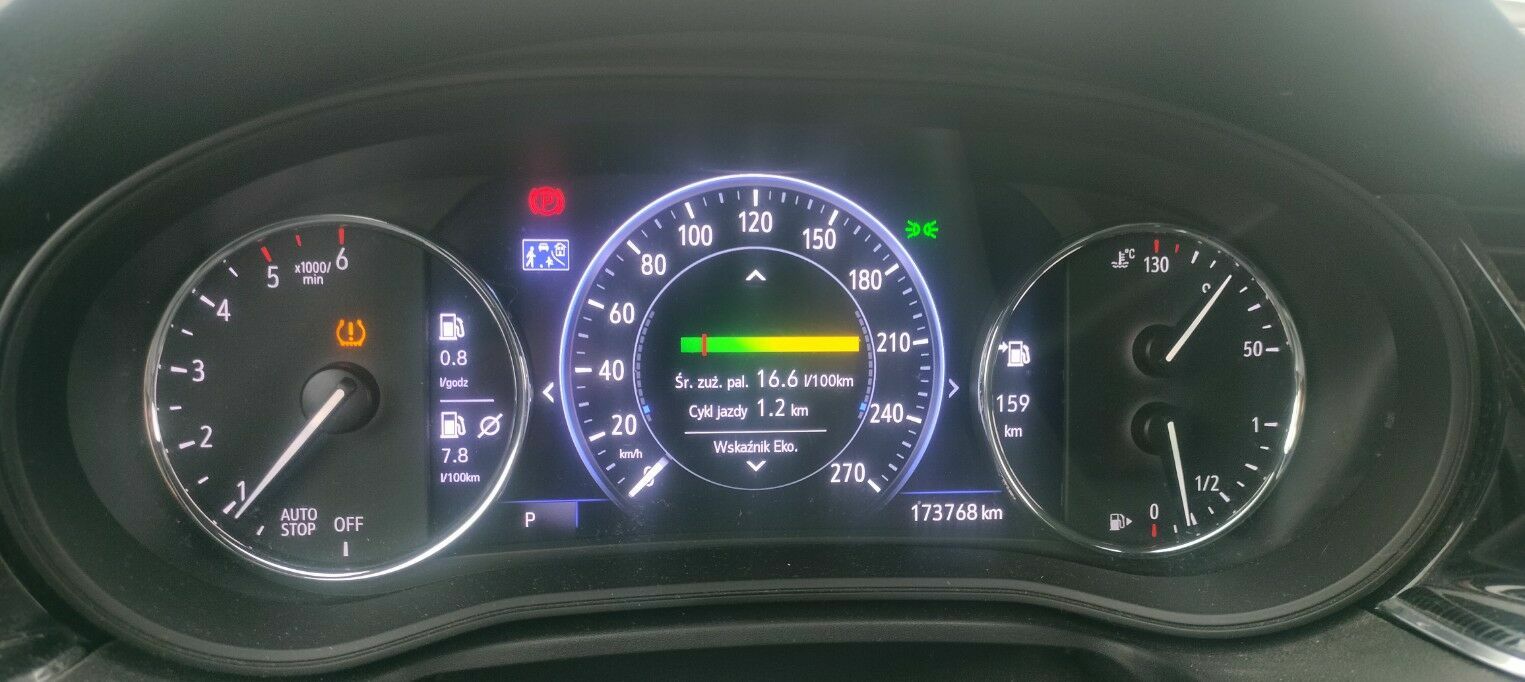 5
x1000/
min
6
4
3
2
1
AUTO
STOP
OFF
0.8
l/godz
7.8
l/100km
P
(P)
0
20
40
60
80
100
120
150
180
210
240
270
km/h
Śr. zuż. pal. 16.6 l/100km
Cykl jazdy 1.2 km
Wskaźnik Eko.
173768 km
159
km
°C
130
50
1
1/2
0